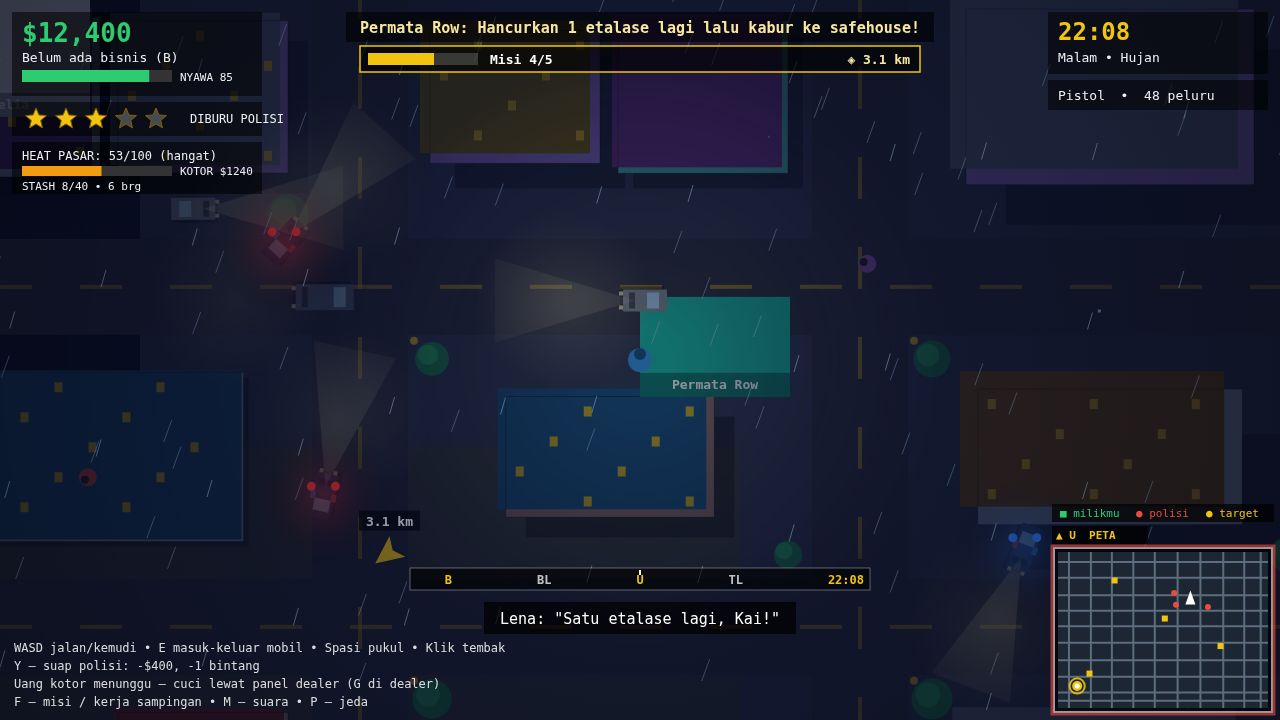 $12,400
Belum ada bisnis (B)
NYAWA 85
DIBURU POLISI
HEAT PASAR: 53/100 (hangat)
KOTOR $1240
STASH 8/40 • 6 brg
Permata Row: Hancurkan 1 etalase lagi lalu kabur ke safehouse!
Misi 4/5
◈ 3.1 km
22:08
Malam • Hujan
Pistol • 48 peluru
Permata Row
3.1 km
■ milikmu ● polisi ● target
▲ U PETA
B BL U TL 22:08
Lena: "Satu etalase lagi, Kai!"
WASD jalan/kemudi • E masuk-keluar mobil • Spasi pukul • Klik tembak
Y — suap polisi: -$400, -1 bintang
Uang kotor menunggu — cuci lewat panel dealer (G di dealer)
F — misi / kerja sampingan • M — suara • P — jeda